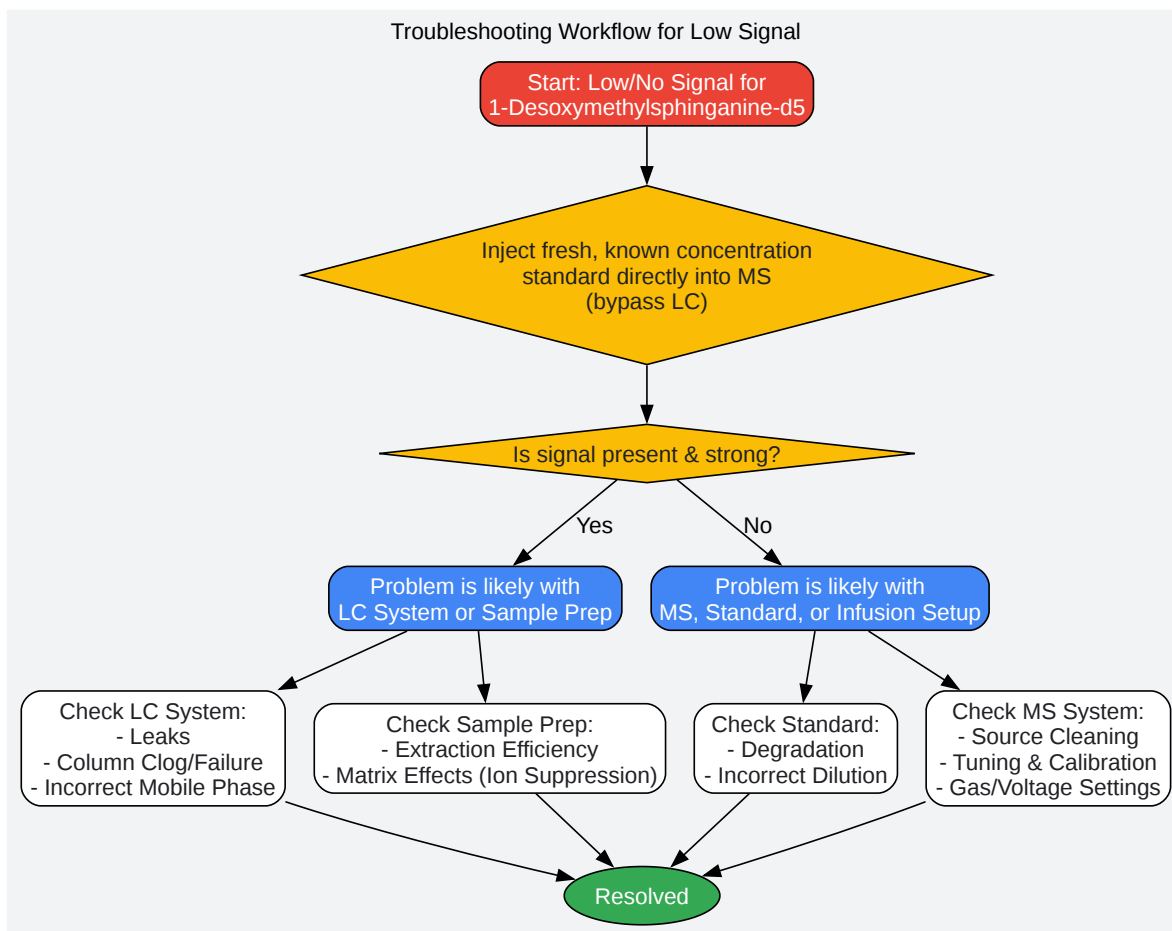 Troubleshooting Workflow for Low Signal
Start: Low/No Signal for
1-Desoxymethylsphinganine-d5
Inject fresh, known concentration
standard directly into MS
(bypass LC)
Is signal present & strong?
Yes
No
Problem is likely with
LC System or Sample Prep
Problem is likely with
MS, Standard, or Infusion Setup
Check LC System:
- Leaks
- Column Clog/Failure
- Incorrect Mobile Phase
Check Sample Prep:
- Extraction Efficiency
- Matrix Effects (Ion Suppression)
Check Standard:
- Degradation
- Incorrect Dilution
Check MS System:
- Source Cleaning
- Tuning & Calibration
- Gas/Voltage Settings
Resolved